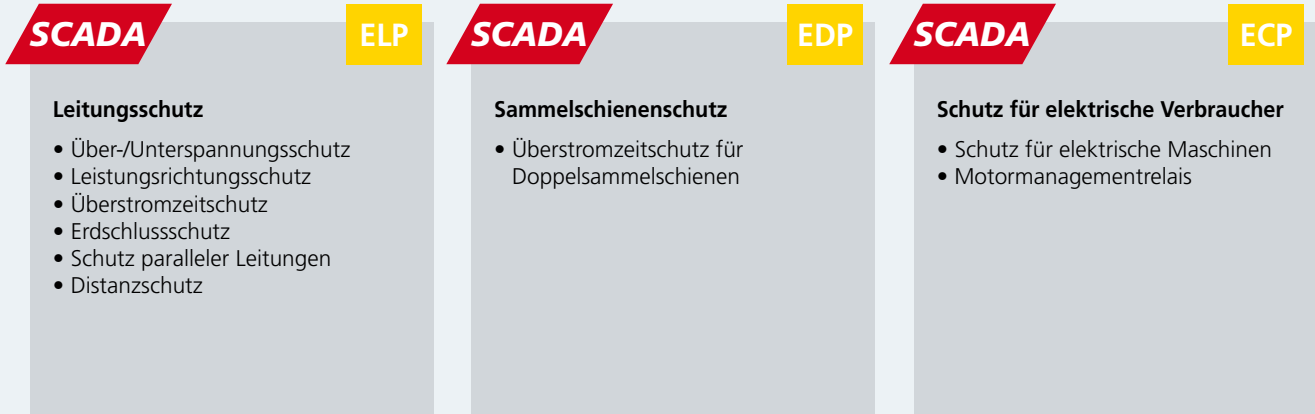 SCADA ELP
Leitungsschutz
• Über-/Unterspannungsschutz
• Leistungsrichtungsschutz
• Überstromzeitschutz
• Erdschlussschutz
• Schutz paralleler Leitungen
• Distanzschutz
SCADA EDP
Sammelschienenschutz
• Überstromzeitschutz für
Doppelsammelschienen
SCADA ECP
Schutz für elektrische Verbraucher
• Schutz für elektrische Maschinen
• Motormanagementrelais